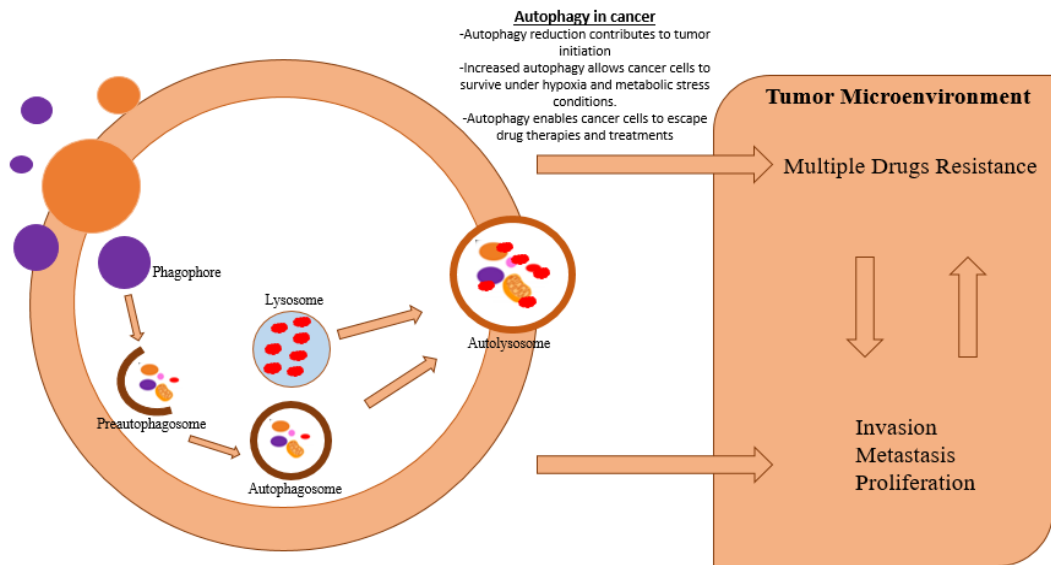 Autophagy in cancer
-Autophagy reduction contributes to tumor
initiation
-Increased autophagy allows cancer cells to
survive under hypoxia and metabolic stress
conditions.
-Autophagy enables cancer cells to escape
drug therapies and treatments
Tumor Microenvironment
Multiple Drugs Resistance
Phagophore
Lysosome
Autolysosome
Preautophagosome
Autophagosome
Invasion
Metastasis
Proliferation